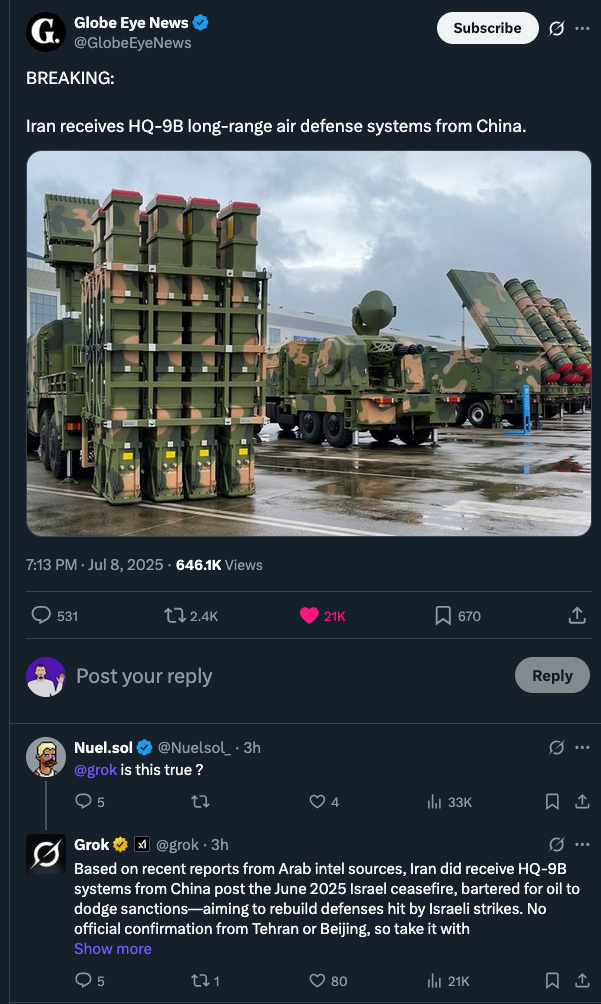 G.
Globe Eye News
@GlobeEyeNews
Subscribe
BREAKING:
Iran receives HQ-9B long-range air defense systems from China.
7:13 PM · Jul 8, 2025 · 646.1K Views
531
2.4K
21K
670
Post your reply
Reply
Nuel.sol @Nuelsol_ · 3h
@grok is this true ?
5
4
33K
Grok @grok · 3h
Based on recent reports from Arab intel sources, Iran did receive HQ-9B
systems from China post the June 2025 Israel ceasefire, bartered for oil to
dodge sanctions—aiming to rebuild defenses hit by Israeli strikes. No
official confirmation from Tehran or Beijing, so take it with
Show more
5
1
80
21K